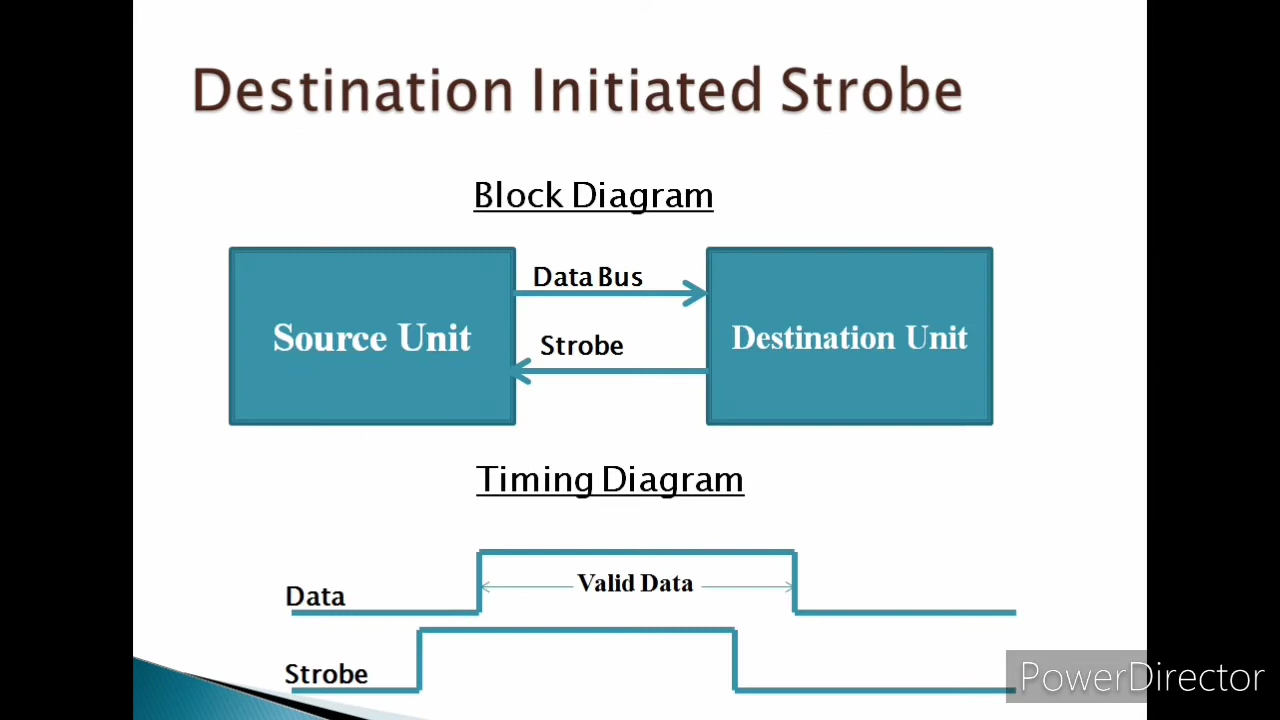 Destination Initiated Strobe
Block Diagram
Data Bus
Source Unit
Strobe
Destination Unit
Timing Diagram
Valid Data
Data
Strobe
PowerDirector